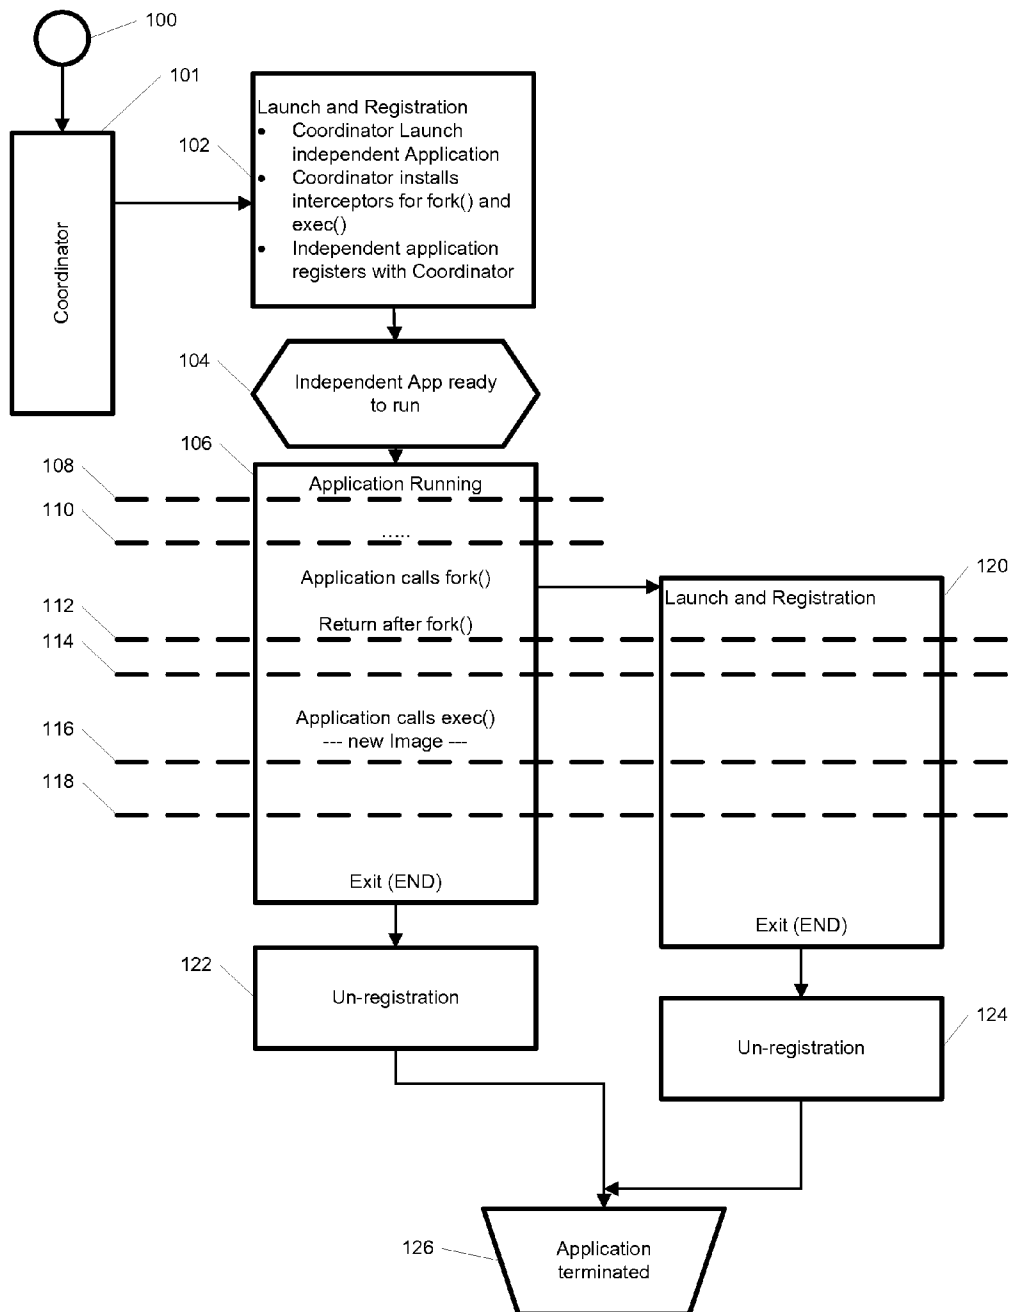 100
101
Coordinator
Launch and Registration
• Coordinator Launch
independent Application
• Coordinator installs
interceptors for fork() and
exec()
• Independent application
registers with Coordinator
102
104
Independent App ready
to run
106
Application Running
108
110
.....
Application calls fork()
120
Launch and Registration
112
Return after fork()
114
Application calls exec()
--- new Image ---
116
118
Exit (END)
Exit (END)
122
Un-registration
124
Un-registration
126
Application
terminated